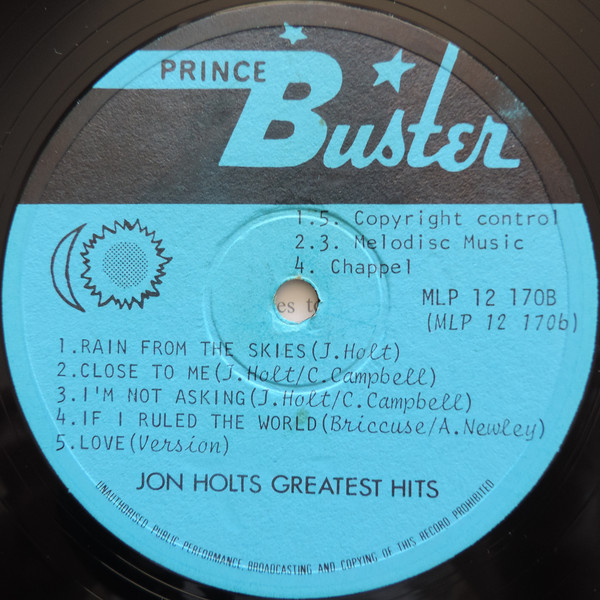 PRINCE Buster
1.5. Copyright control
2.3. Melodisc Music
4. Chappel
MLP 12 170B
(MLP 12 170b)
es to
1.RAIN FROM THE SKIES(J.Holt)
2.CLOSE TO ME(J.Holt/C.Campbell)
3.I'M NOT ASKING(J.Holt/C.Campbell)
4.IF I RULED THE WORLD(Briccuse/A.Newley)
5.LOVE(Version)
JON HOLTS GREATEST HITS
UNAUTHORISED PUBLIC PERFORMANCE BROADCASTING AND COPYING OF THIS RECORD PROHIBITED